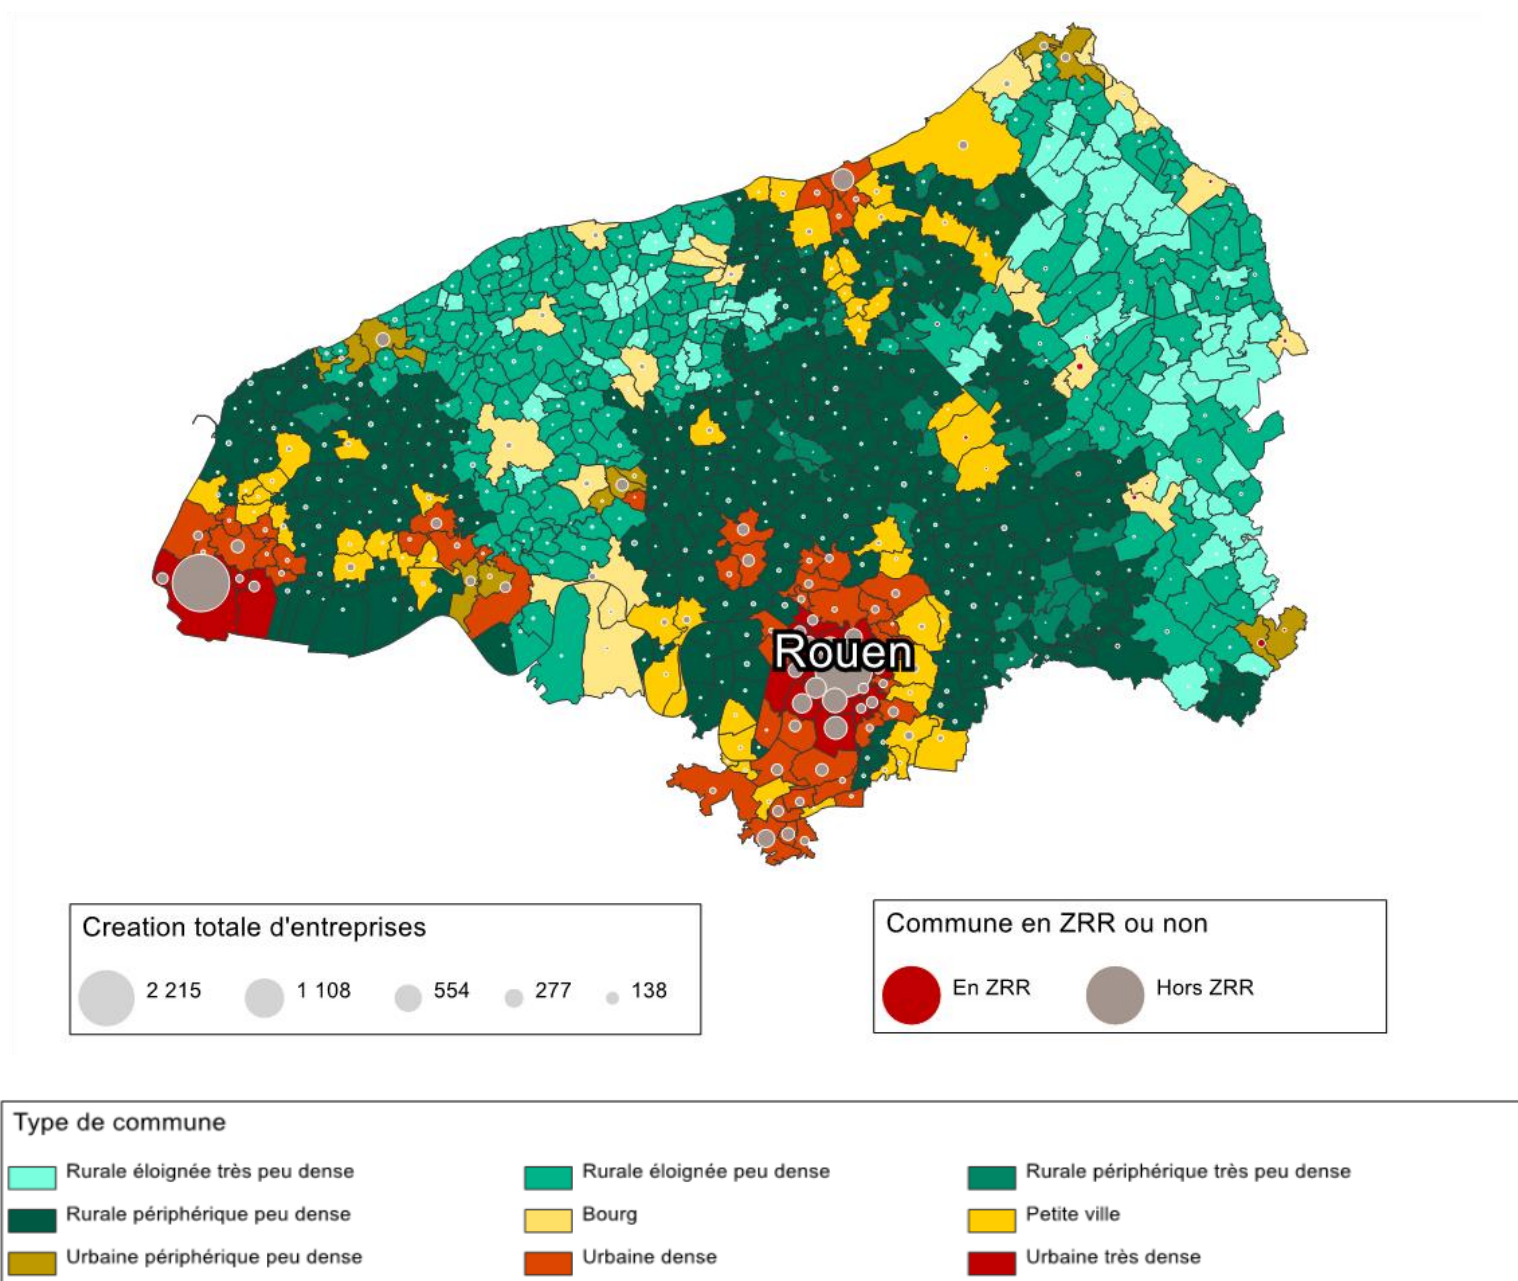 Rouen
Creation totale d'entreprises
2 215 1 108 554 277 138
Commune en ZRR ou non
En ZRR Hors ZRR
Type de commune
Rurale éloignée très peu dense Rurale éloignée peu dense Rurale périphérique très peu dense
Rurale périphérique peu dense Bourg Petite ville
Urbaine périphérique peu dense Urbaine dense Urbaine très dense